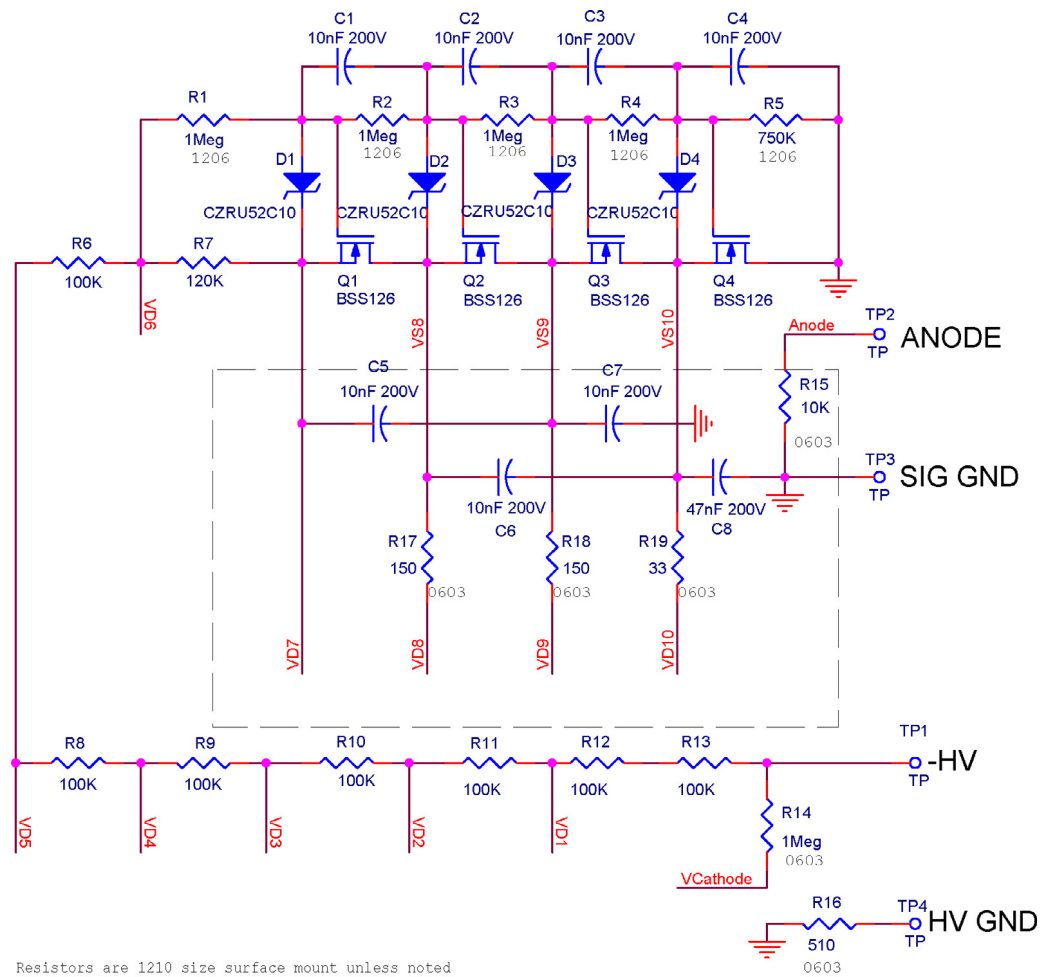 C1 C2 C3 C4
10nF 200V 10nF 200V 10nF 200V 10nF 200V
R1 R2 R3 R4 R5
1Meg 1Meg 1Meg 1Meg 750K
1206 1206 1206 1206 1206
D1 D2 D3 D4
CZRU52C10 CZRU52C10 CZRU52C10 CZRU52C10
R6 R7
100K 120K
Q1 Q2 Q3 Q4
BSS126 BSS126 BSS126 BSS126
VD6 VS8 VS9 VS10
Anode TP2 ANODE
TP
C5 C7
10nF 200V 10nF 200V
R15
10K
0603
TP3 SIG GND
TP
10nF 200V 47nF 200V
C6 C8
R17 R18 R19
150 150 33
0603 0603 0603
VD7 VD8 VD9 VD10
R8 R9 R10 R11 R12 R13
100K 100K 100K 100K 100K 100K
TP1 -HV
TP
VD5 VD4 VD3 VD2 VD1
R14
1Meg
0603
VCathode
R16 TP4 HV GND
510 TP
0603
Resistors are 1210 size surface mount unless noted